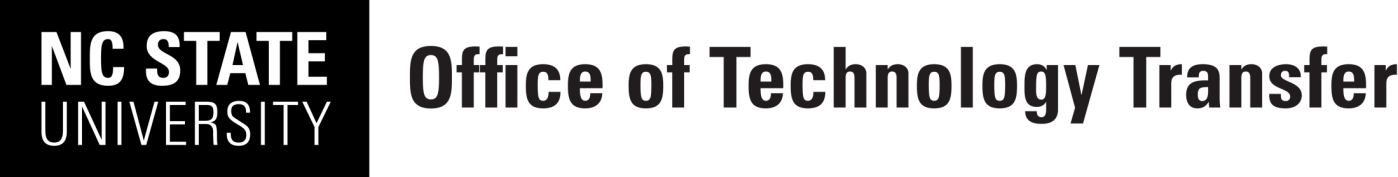 NC STATE
UNIVERSITY
Office of Technology Transfer